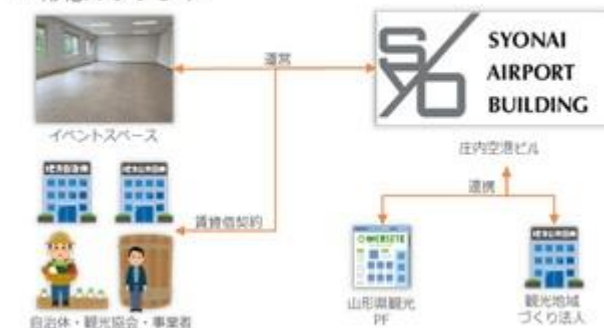 運営
SYONAI
AIRPORT
BUILDING
イベントスペース
庄内空港ビル
連携
賃貸借契約
WEBSITE
山形県観光
PF
観光地域
づくり法人
自治体・観光協会・事業者